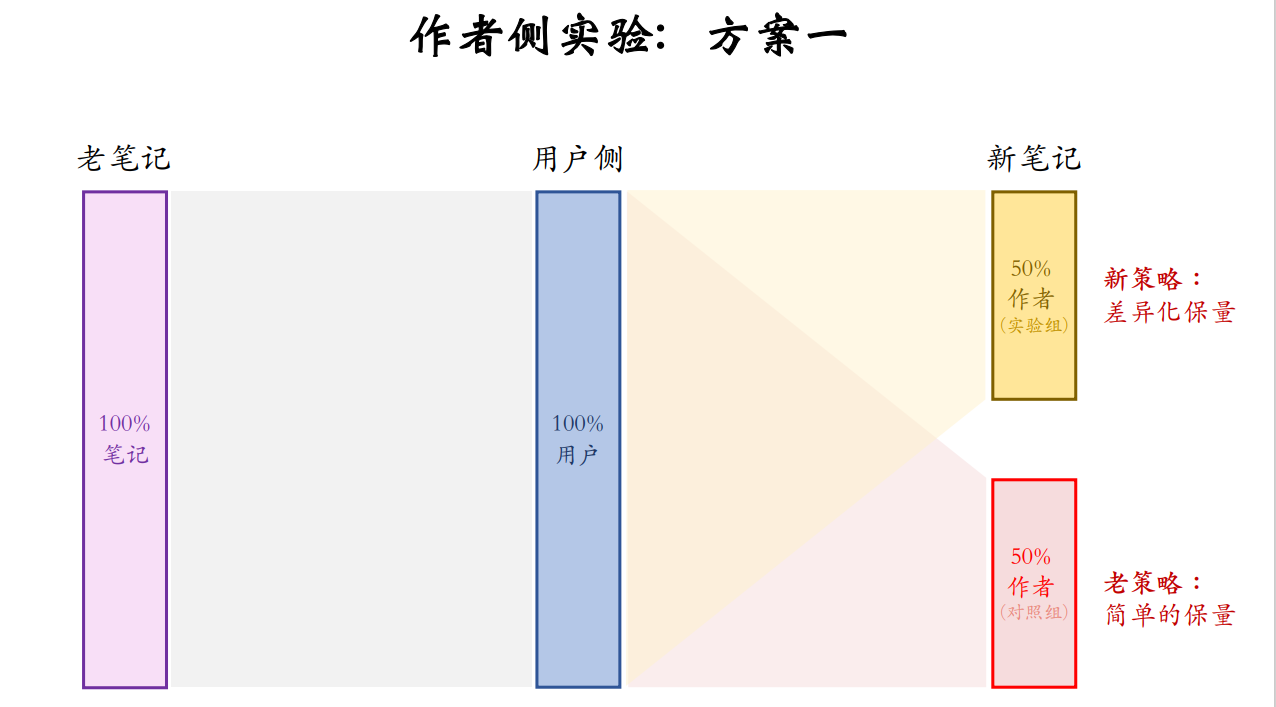 作者侧实验：方案一
老笔记
用户侧
新笔记
100%
笔记
100%
用户
50%
作者
(实验组)
新策略：
差异化保量
50%
作者
(对照组)
老策略：
简单的保量